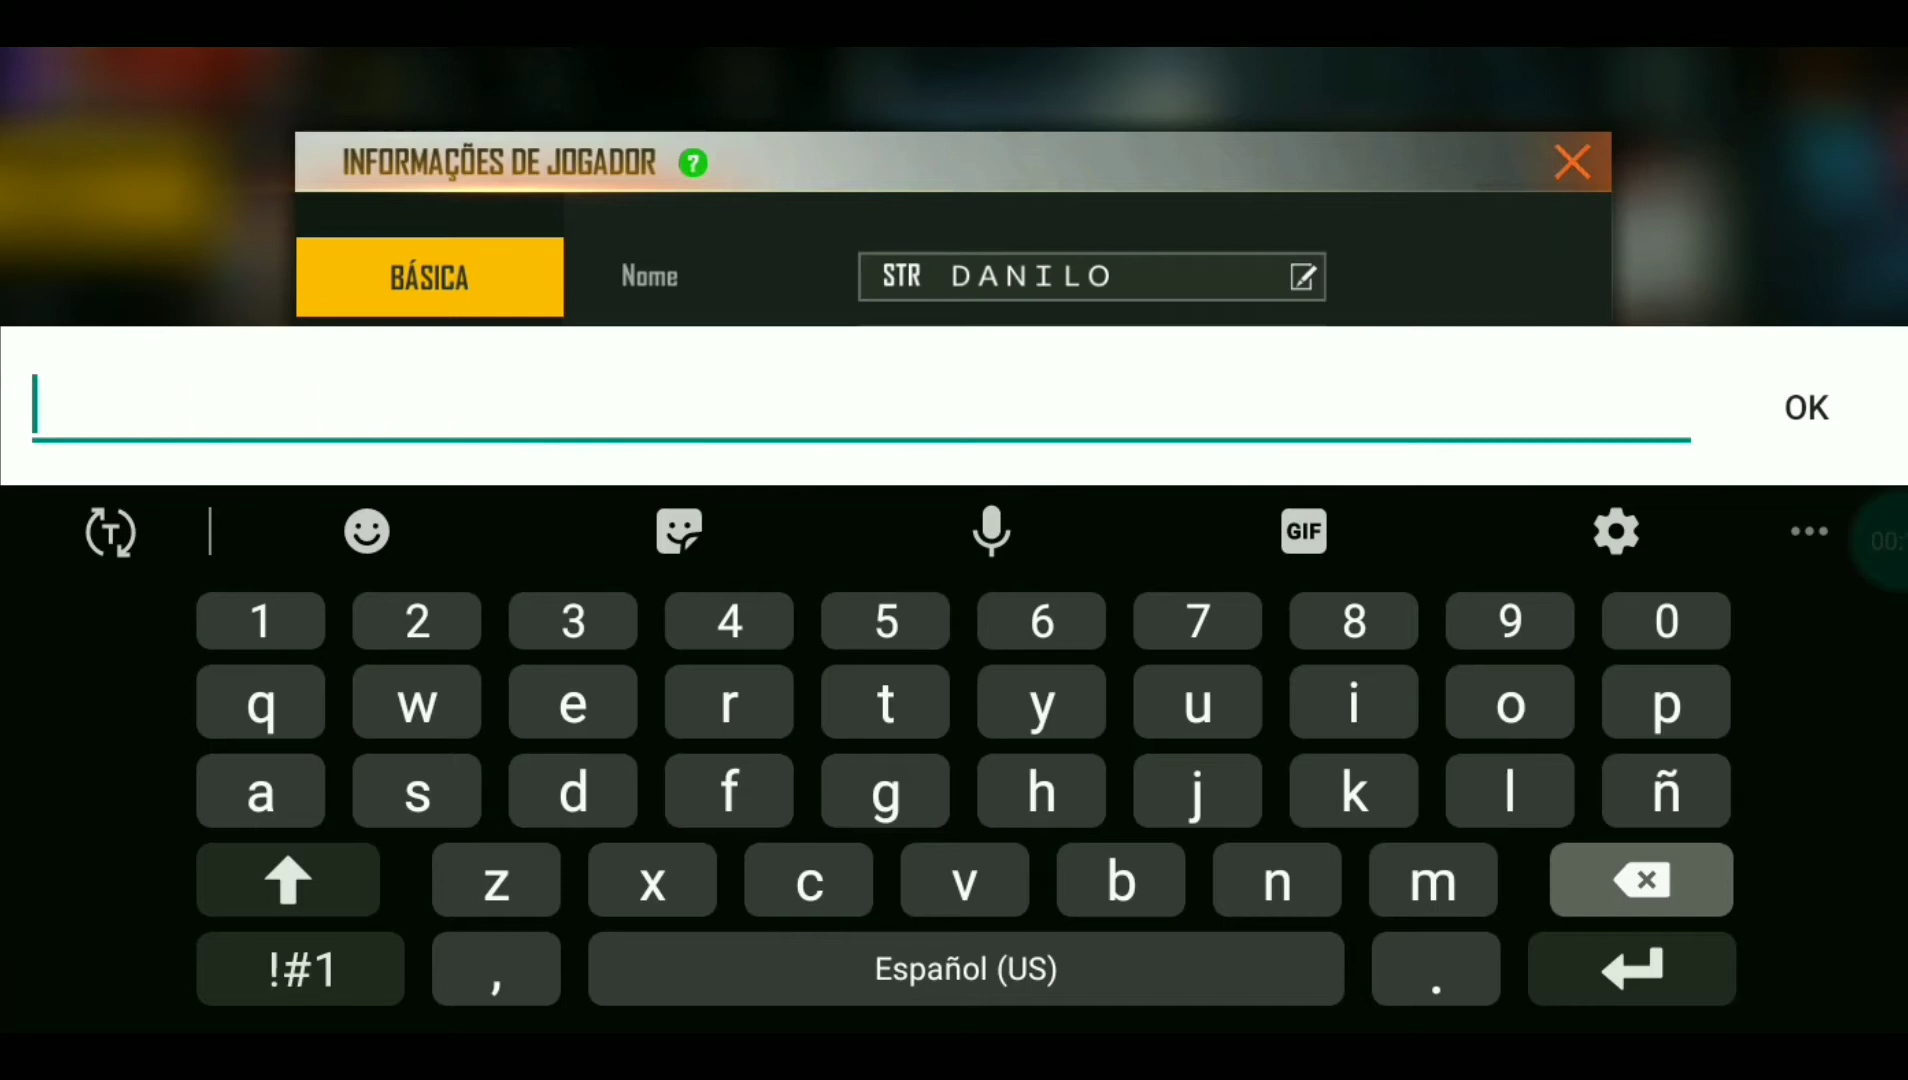 INFORMAÇÕES DE JOGADOR ?
BÁSICA
Nome
STR DANILO
OK
T
GIF
00:
1 2 3 4 5 6 7 8 9 0
q w e r t y u i o p
a s d f g h j k l ñ
z x c v b n m
!#1 , Español (US) .